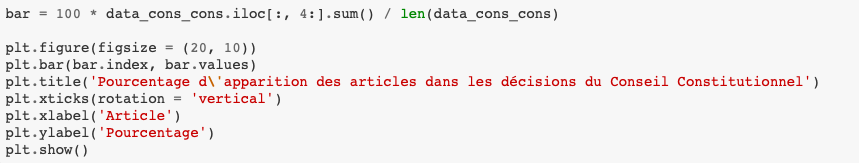 bar = 100 * data_cons_cons.iloc[:, 4:].sum() / len(data_cons_cons)
plt.figure(figsize = (20, 10))
plt.bar(bar.index, bar.values)
plt.title('Pourcentage d\'apparition des articles dans les décisions du Conseil Constitutionnel')
plt.xticks(rotation = 'vertical')
plt.xlabel('Article')
plt.ylabel('Pourcentage')
plt.show()